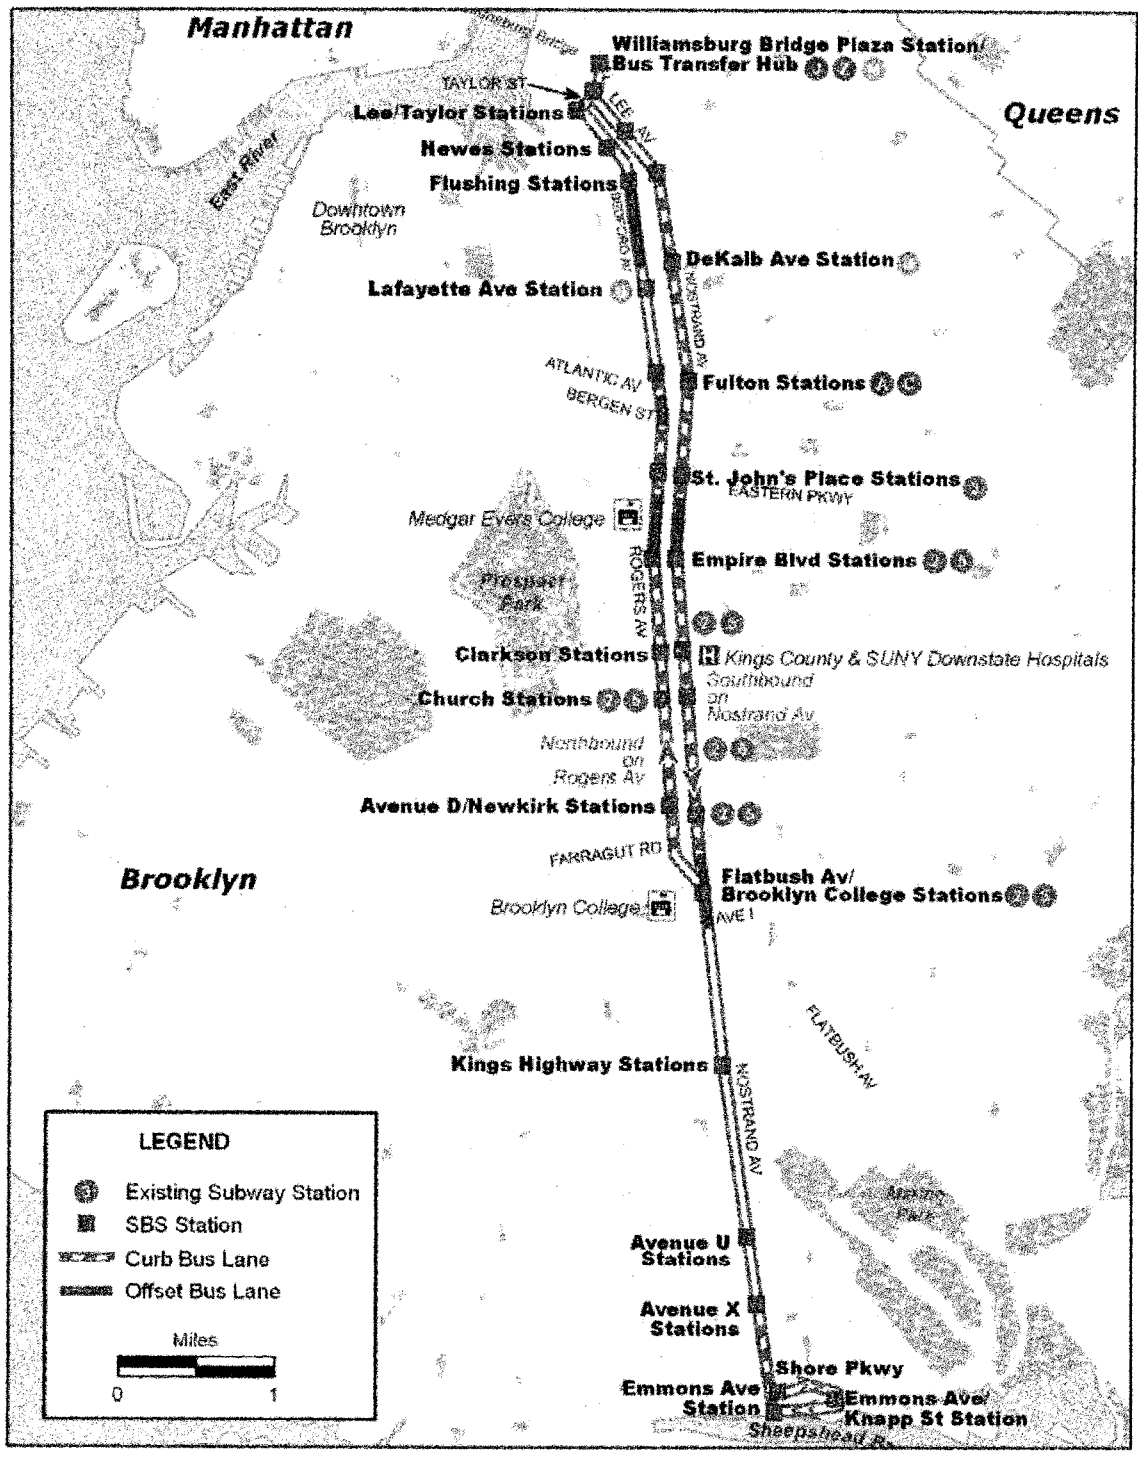 Manhattan
Williamsburg Bridge Plaza Station/
Bus Transfer Hub
Bridge
TAYLOR ST
LEE AV
Queens
Lee/Taylor Stations
Hewes Stations
East River
Flushing Stations
Downtown
Brooklyn
BEDFORD AV
DeKalb Ave Station
Lafayette Ave Station
NOSTRAND AV
ATLANTIC AV
Fulton Stations A C
BERGEN ST
St. John's Place Stations
EASTERN PKWY
Medgar Evers College
Empire Blvd Stations
ROGERS AV
Prospect
Park
Clarkson Stations
H Kings County & SUNY Downstate Hospitals
Southbound
on
Nostrand Av
Church Stations
Northbound
on
Rogers Av
Avenue D/Newkirk Stations
FARRAGUT RD
Brooklyn
Flatbush Av/
Brooklyn College Stations
Brooklyn College
AVE I
FLATBUSH AV
Kings Highway Stations
NOSTRAND AV
LEGEND
Existing Subway Station
SBS Station
Curb Bus Lane
Offset Bus Lane
Miles
0 1
Marine
Park
Avenue U
Stations
Avenue X
Stations
Shore Pkwy
Emmons Ave
Station
Emmons Ave/
Knapp St Station
Sheepshead